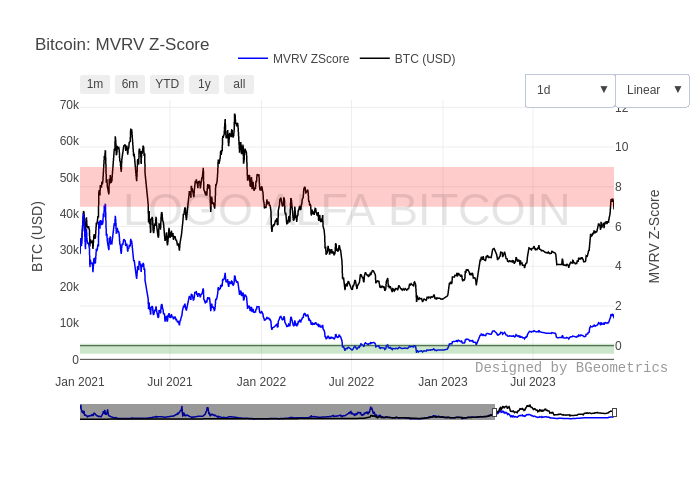 Bitcoin: MVRV Z-Score
MVRV ZScore
BTC (USD)
1m
6m
YTD
1y
all
1d
▼
Linear
▼
70k
60k
50k
40k
30k
20k
10k
0
BTC (USD)
12
10
8
6
4
2
0
MVRV Z-Score
BITCOIN
Jan 2021
Jul 2021
Jan 2022
Jul 2022
Jan 2023
Jul 2023
Designed by BGeometrics